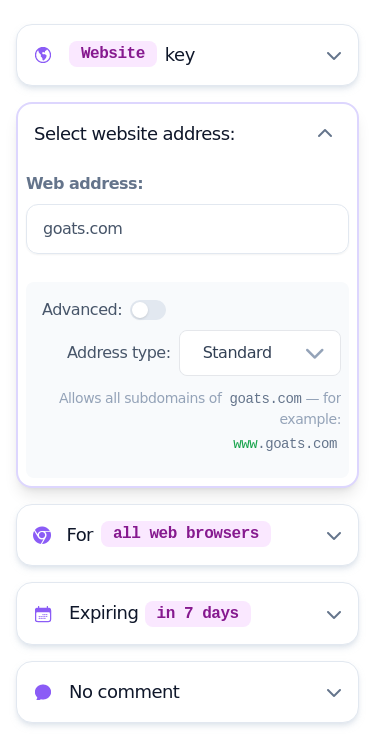 Website key
Select website address:
Web address:
goats.com
Advanced:
Address type: Standard
Allows all subdomains of goats.com — for
example:
www.goats.com
For all web browsers
Expiring in 7 days
No comment